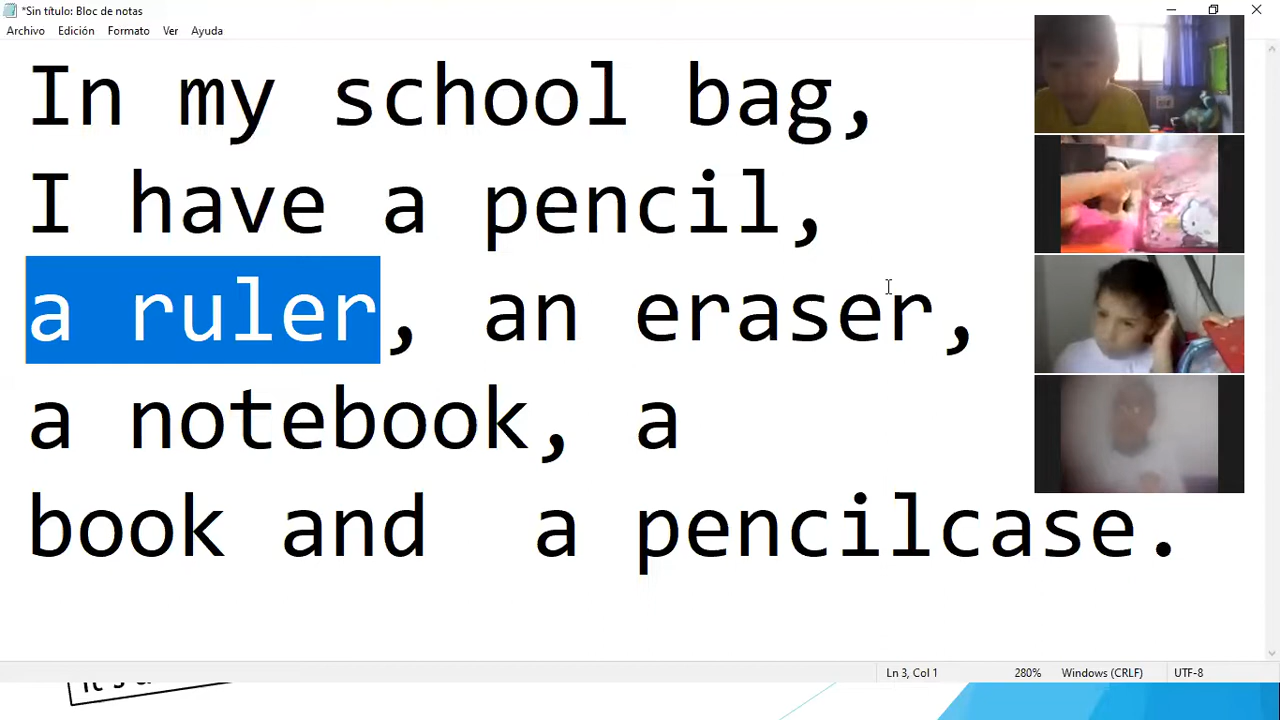 *Sin título: Bloc de notas
Archivo Edición Formato Ver Ayuda
In my school bag,
I have a pencil,
a ruler, an eraser,
a notebook, a
book and  a pencilcase.
Ln 3, Col 1 280% Windows (CRLF) UTF-8